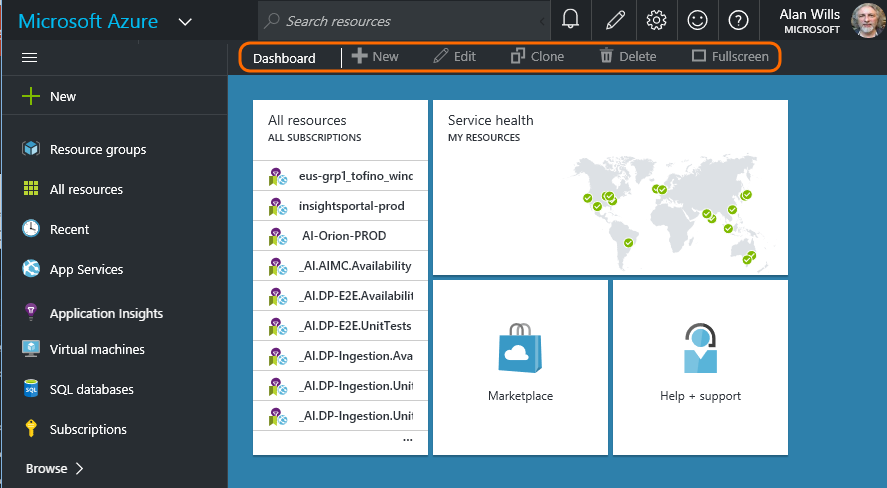 Microsoft Azure
Search resources
Alan Wills
MICROSOFT
Dashboard
New
Edit
Clone
Delete
Fullscreen
New
Resource groups
All resources
Recent
App Services
Application Insights
Virtual machines
SQL databases
Subscriptions
Browse
All resources
ALL SUBSCRIPTIONS
eus-grp1_tofino_winc
insightsportal-prod
AI-Orion-PROD
_AI.AIMC.Availability
_AI.DP-E2E.Availabilit
_AI.DP-E2E.UnitTests
_AI.DP-Ingestion.Ava
_AI.DP-Ingestion.Unit
_AI.DP-Ingestion.Unit
...
Service health
MY RESOURCES
Marketplace
Help + support